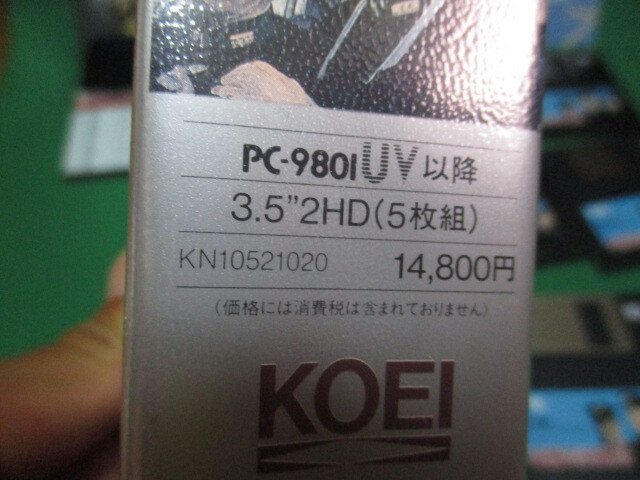 PC-9801UV以降
3.5"2HD(5枚組)
KN10521020 14,800円
(価格には消費税は含まれておりません)
KOEI